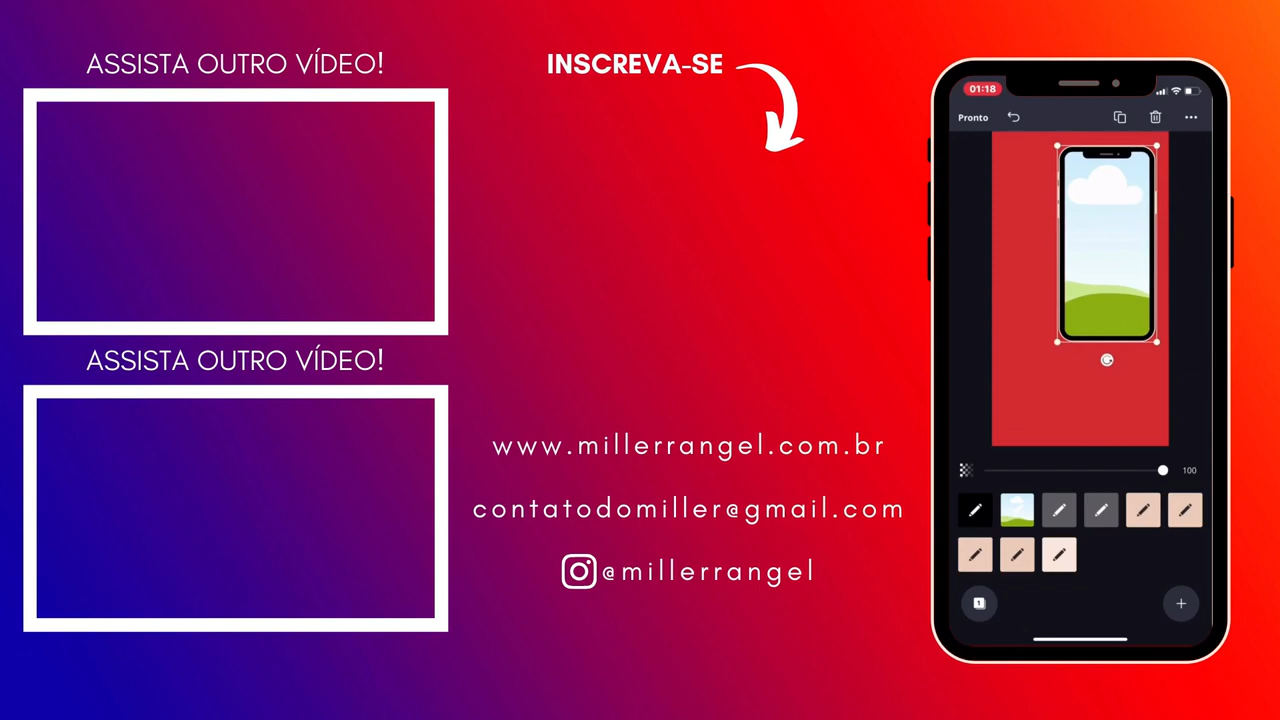 ASSISTA OUTRO VÍDEO!
INSCREVA-SE
ASSISTA OUTRO VÍDEO!
www.millerrangel.com.br
contatodomiller@gmail.com
@millerrangel
01:18
Pronto
100
1